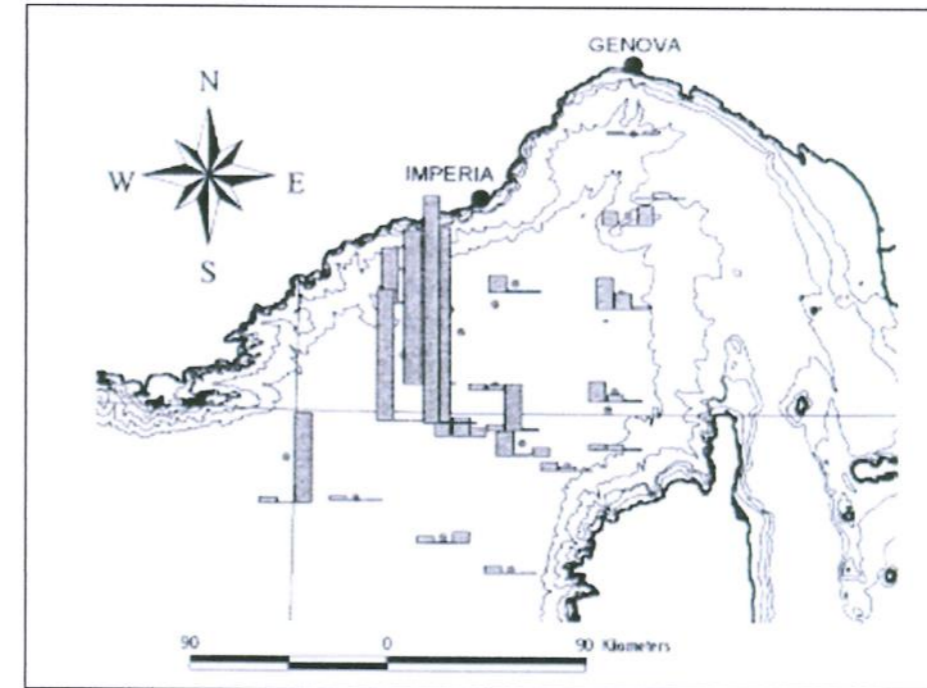 GENOVA
N
IMPERIA
W E
S
90 0 90 Kilometers